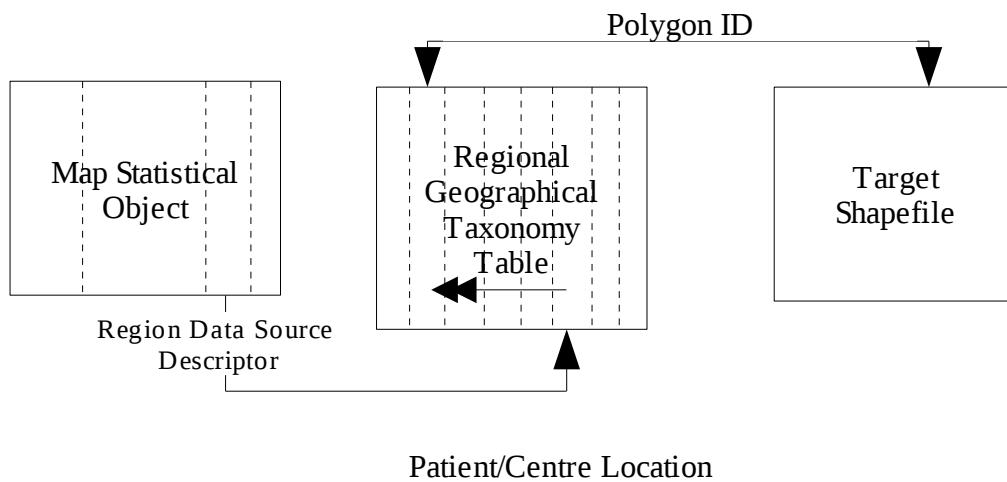 Polygon ID
Map Statistical
Object
Regional
Geographical
Taxonomy
Table
Target
Shapefile
Region Data Source
Descriptor
Patient/Centre Location